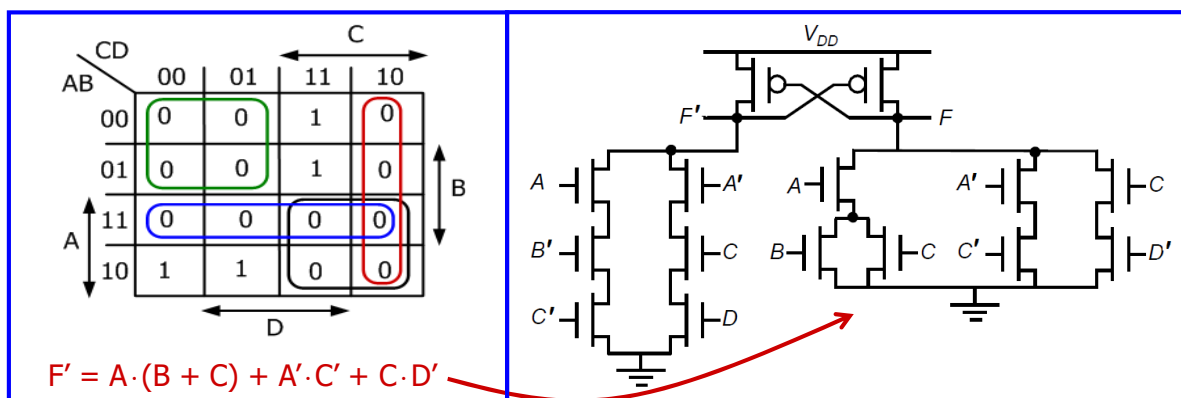 C
CD
AB
00 01 11 10
00 0 0 1 0
01 0 0 1 0
B
11 0 0 0 0
A
10 1 1 0 0
D
F′ = A·(B + C) + A′·C′ + C·D′
V_DD
F′ F
A A′ A A′ C
B′ C B C C′ D′
C′ D